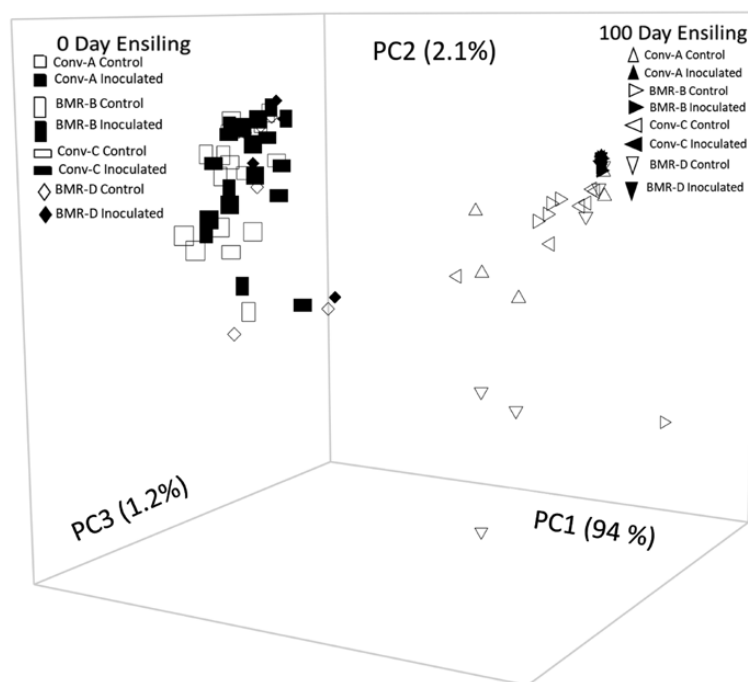 0 Day Ensiling
Conv-A Control
Conv-A Inoculated
BMR-B Control
BMR-B Inoculated
Conv-C Control
Conv-C Inoculated
BMR-D Control
BMR-D Inoculated
PC2 (2.1%)
100 Day Ensiling
Conv-A Control
Conv-A Inoculated
BMR-B Control
BMR-B Inoculated
Conv-C Control
Conv-C Inoculated
BMR-D Control
BMR-D Inoculated
PC3 (1.2%)
PC1 (94 %)